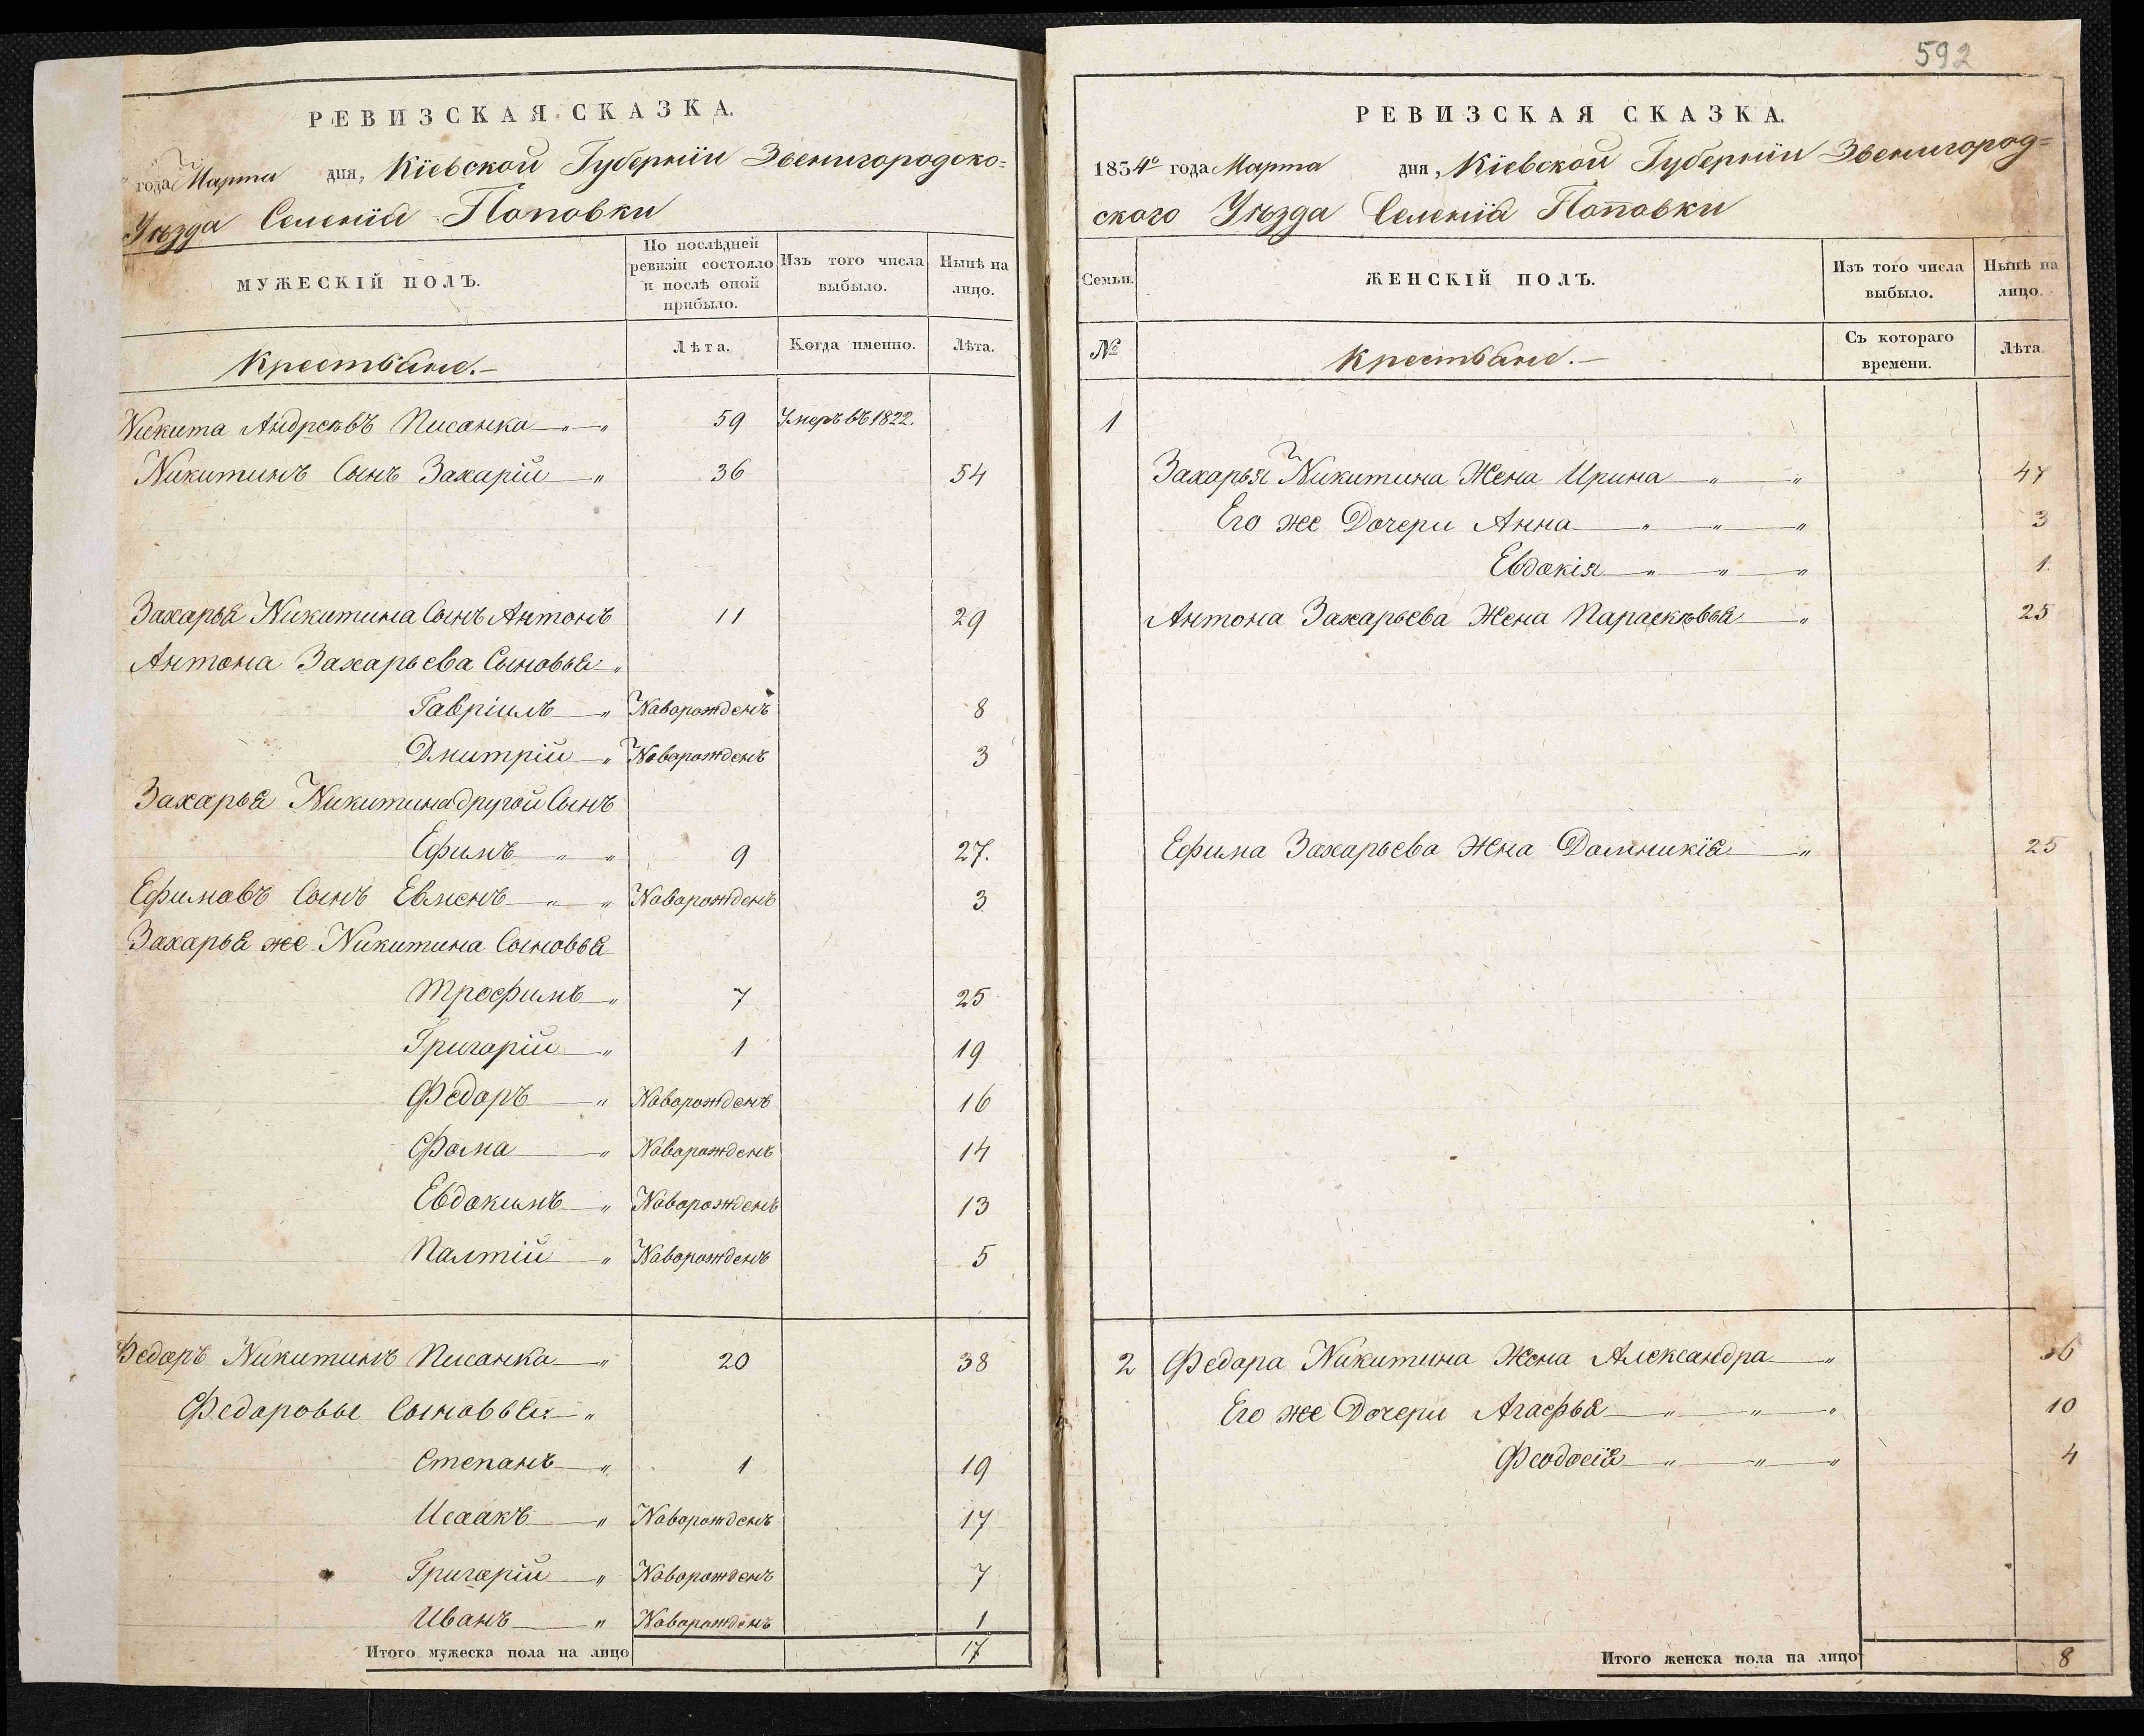 РЕВИЗСКАЯ СКАЗКА.
года Марта дня, Кіевской Губерніи Звенигородско=
Уѣзда Селенія Поповки
МУЖЕСКІЙ ПОЛЪ.
По послѣдней ревизіи состояло и послѣ оной прибыло.
Изъ того числа выбыло.
Нынѣ на лицо.
Крестьяне.
Лѣта.
Когда именно.
Лѣта.
Никита Андреевъ Писанка 59 Умеръ въ 1822.
Никитинъ Сынъ Захарій 36 54
Захарья Никитина Сынъ Антонъ 11 29
Антона Захарьева Сыновья
Гавріилъ Новорожденъ 8
Дмитрій Новорожденъ 3
Захарья Никитина другой Сынъ
Ефимъ 9 27.
Ефимовъ Сынъ Евменъ Новорожденъ 3
Захарья же Никитина Сыновья
Трофимъ 7 25
Григорій 1 19
Федоръ Новорожденъ 16
Фома Новорожденъ 14
Евдокимъ Новорожденъ 13
Палтій Новорожденъ 5
Федоръ Никитинъ Писанка 20 38
Федоровы Сыновья
Степанъ 1 19
Исаакъ Новорожденъ 17
Григорій Новорожденъ 7
Иванъ Новорожденъ 1
Итого мужеска пола на лицо 17
592
РЕВИЗСКАЯ СКАЗКА.
1834го года Марта дня, Кіевской Губерніи Звенигород=
ского Уѣзда Селенія Поповки
Семьи.
ЖЕНСКІЙ ПОЛЪ.
Изъ того числа выбыло.
Нынѣ на лицо.
№
Крестьяне.
Съ котораго времени.
Лѣта.
1
Захарья Никитина Жена Ирина 47
Его же Дочери Анна 3
Евдокія 1.
Антона Захарьева Жена Параскѣвья 25
Ефима Захарьева Жена Домникія 25
2 Федора Никитина Жена Александра 36
Его же Дочери Агафья 10
Феодосія 4
Итого женска пола на лицо 8